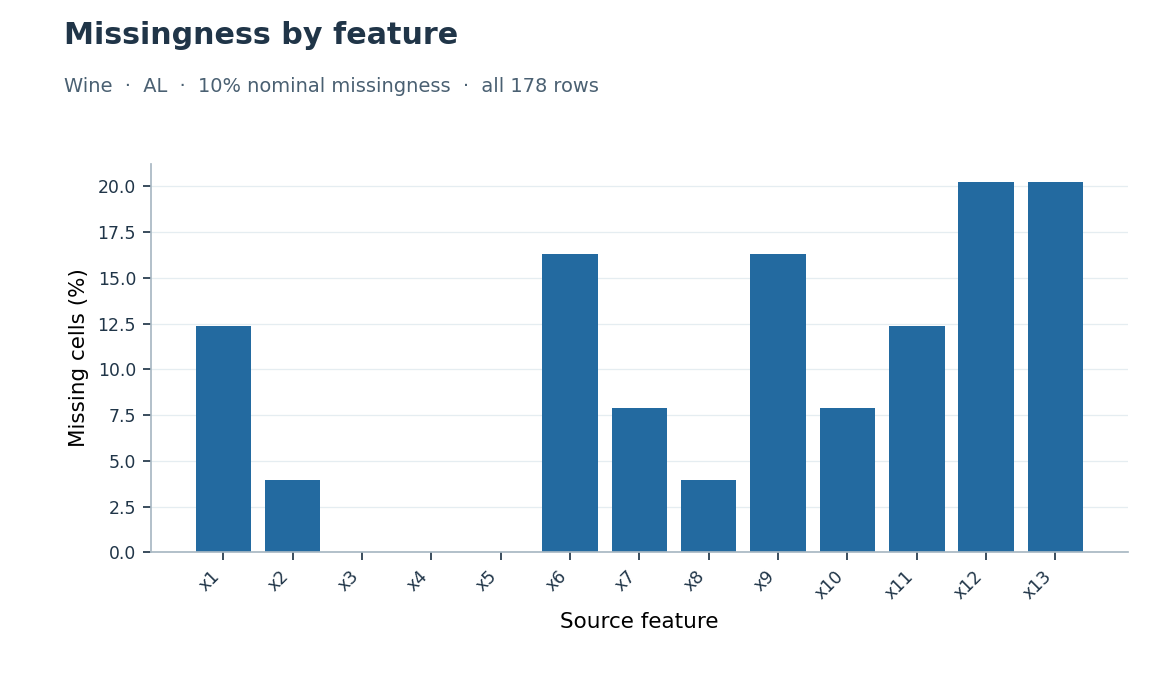 Missingness by feature
Wine · AL · 10% nominal missingness · all 178 rows
20.0
17.5
15.0
12.5
10.0
7.5
5.0
2.5
0.0
Missing cells (%)
x1 x2 x3 x4 x5 x6 x7 x8 x9 x10 x11 x12 x13
Source feature